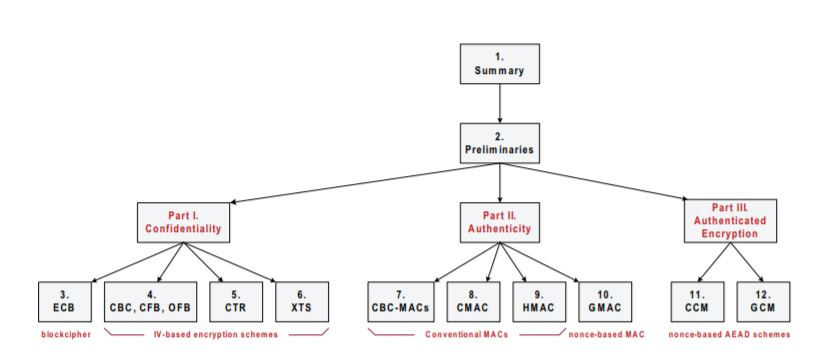 1.
Summary
2.
Preliminaries
Part I.
Confidentiality
Part II.
Authenticity
Part III.
Authenticated
Encryption
3.
ECB
4.
CBC, CFB, OFB
5.
CTR
6.
XTS
7.
CBC-MACs
8.
CMAC
9.
HMAC
10.
GMAC
11.
CCM
12.
GCM
blockcipher
IV-based encryption schemes
Conventional MACs
nonce-based MAC
nonce-based AEAD schemes